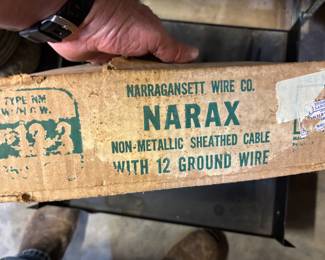 NARRAGANSETT WIRE CO.
NARAX
NON-METALLIC SHEATHED CABLE
WITH 12 GROUND WIRE
TYPE NM